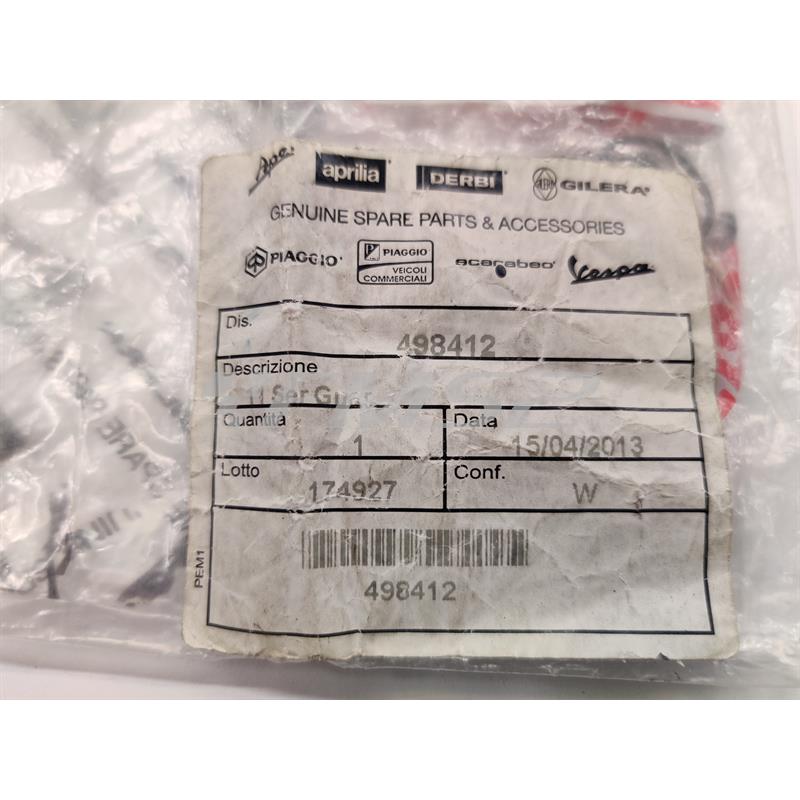 Ape.
aprilia
DERBI
GILERA
GENUINE SPARE PARTS & ACCESSORIES
PIAGGIO
PIAGGIO
VEICOLI
COMMERCIALI
scarabeo
Vespa
Dis.
498412
Descrizione
Ser
Quantità
1
Data
15/04/2013
Lotto
174927
Conf.
W
PEM1
498412